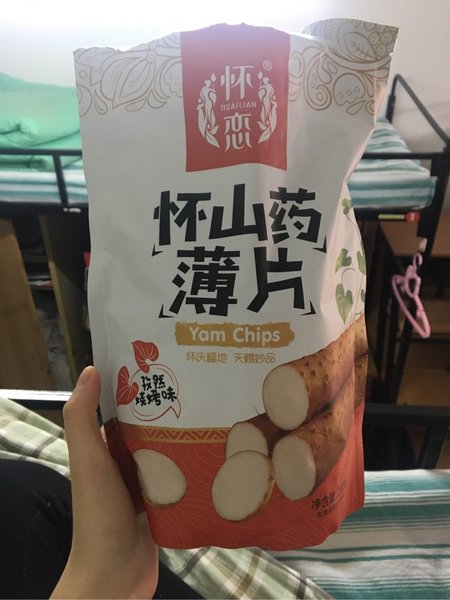 怀
HUAILIAN
恋
®
怀山药
薄片
Yam Chips
怀庆福地 天赐妙品
孜然
烧烤味
净含量